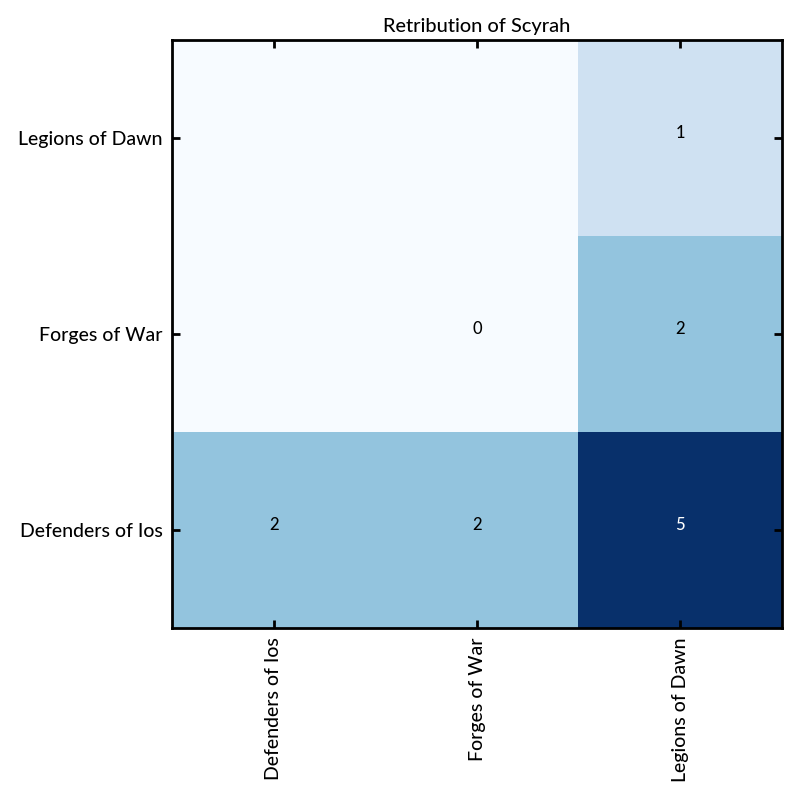 Retribution of Scyrah
Legions of Dawn
1
Forges of War
0
2
Defenders of Ios
2
2
5
Defenders of Ios
Forges of War
Legions of Dawn